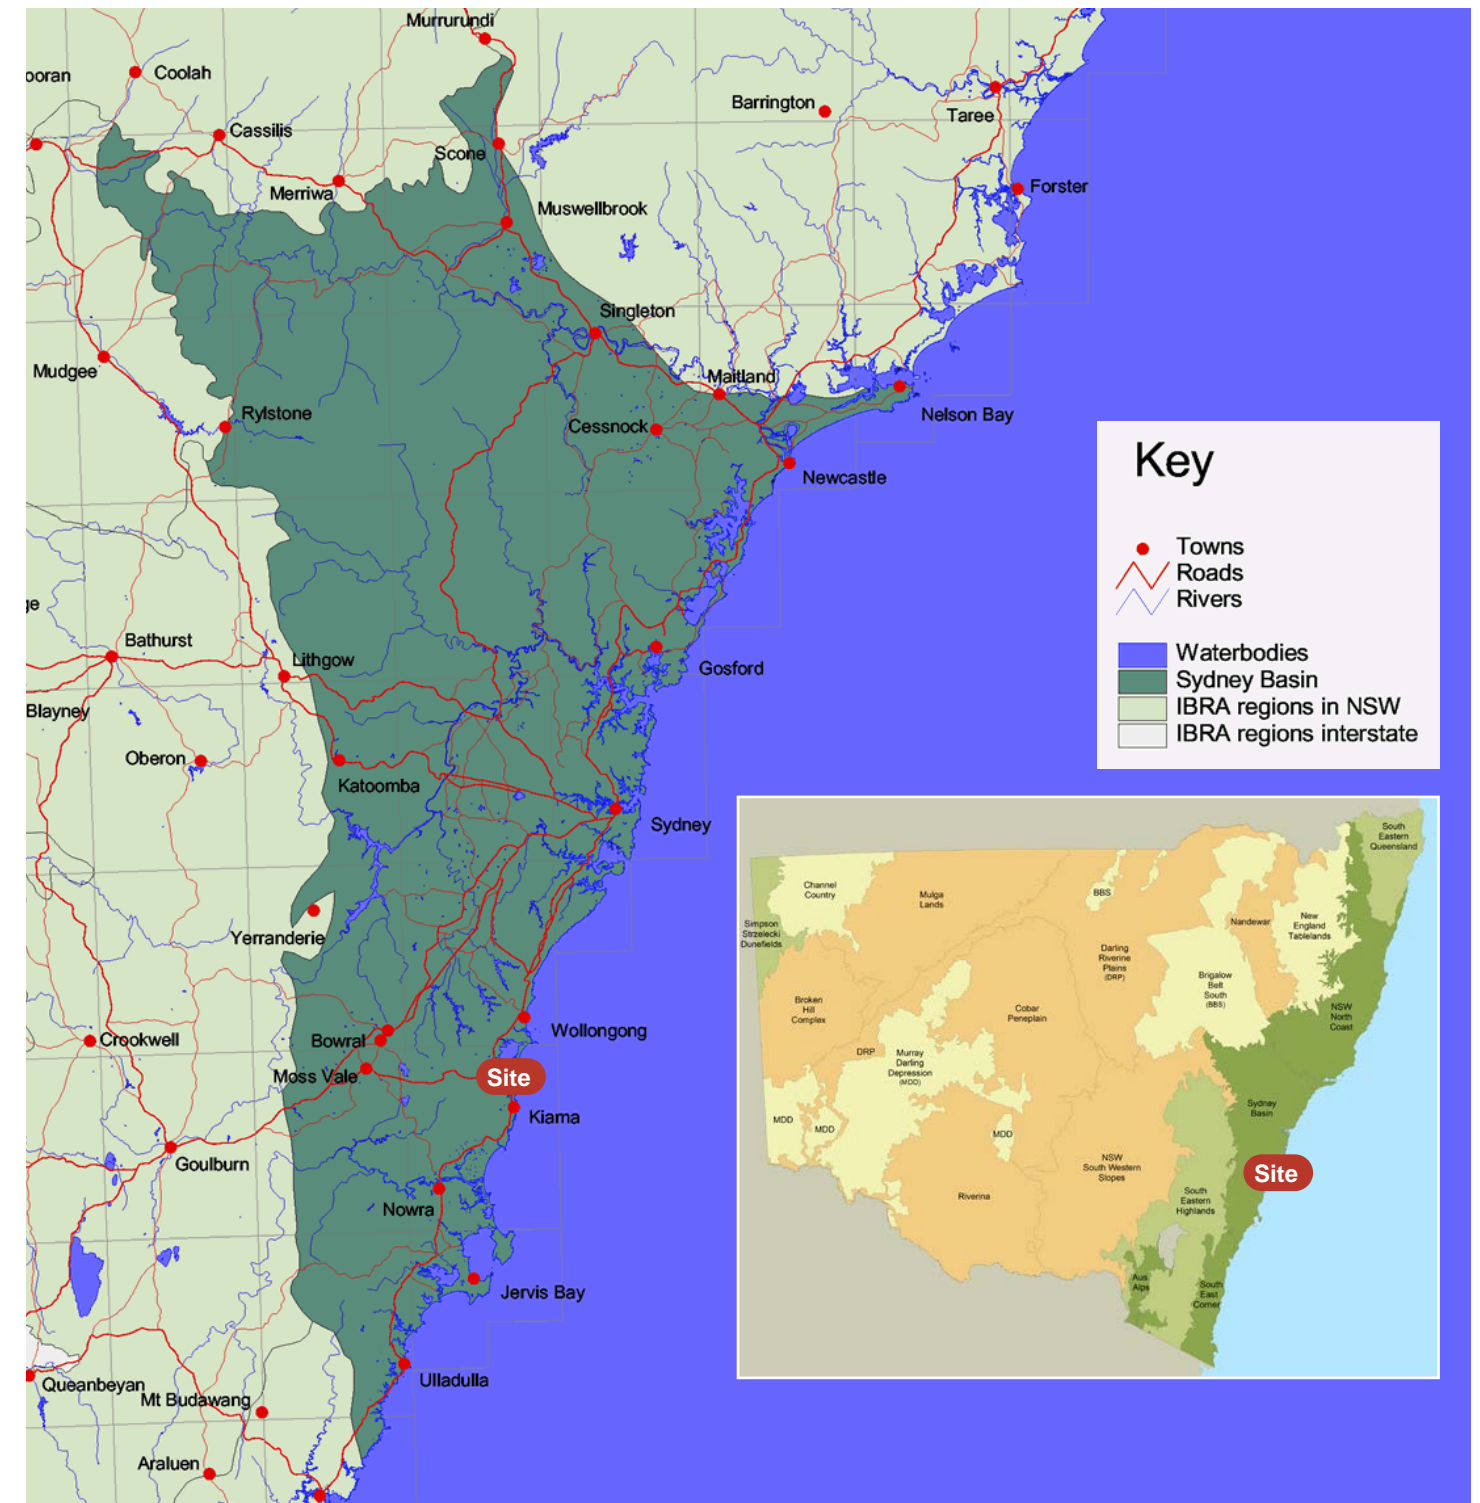 Murrurundi
ooran
Coolah
Barrington
Taree
Cassilis
Scone
Merriwa
Forster
Muswellbrook
Singleton
Mudgee
Maitland
Rylstone
Nelson Bay
Cessnock
Newcastle
Key
Towns
Roads
Rivers
Waterbodies
Sydney Basin
IBRA regions in NSW
IBRA regions interstate
ge
Bathurst
Lithgow
Gosford
Blayney
Oberon
Katoomba
Sydney
Yerranderie
Crookwell
Bowral
Wollongong
Moss Vale
Site
Kiama
Goulburn
Nowra
Jervis Bay
Ulladulla
Queanbeyan
Mt Budawang
Araluen
South
Eastern
Queensland
Channel
Country
Mulga
Lands
BBS
Simpson
Strzelecki
Dunefields
Nandewar
New
England
Tablelands
Darling
Riverine
Plains
(DRP)
Brigalow
Belt
South
(BBS)
Broken
Hill
Complex
Cobar
Peneplain
NSW
North
Coast
DRP
Murray
Darling
Depression
(MDD)
MDD
MDD
MDD
Sydney
Basin
NSW
South Western
Slopes
Site
Riverina
South
Eastern
Highlands
Aus
Alps
South
East
Corner